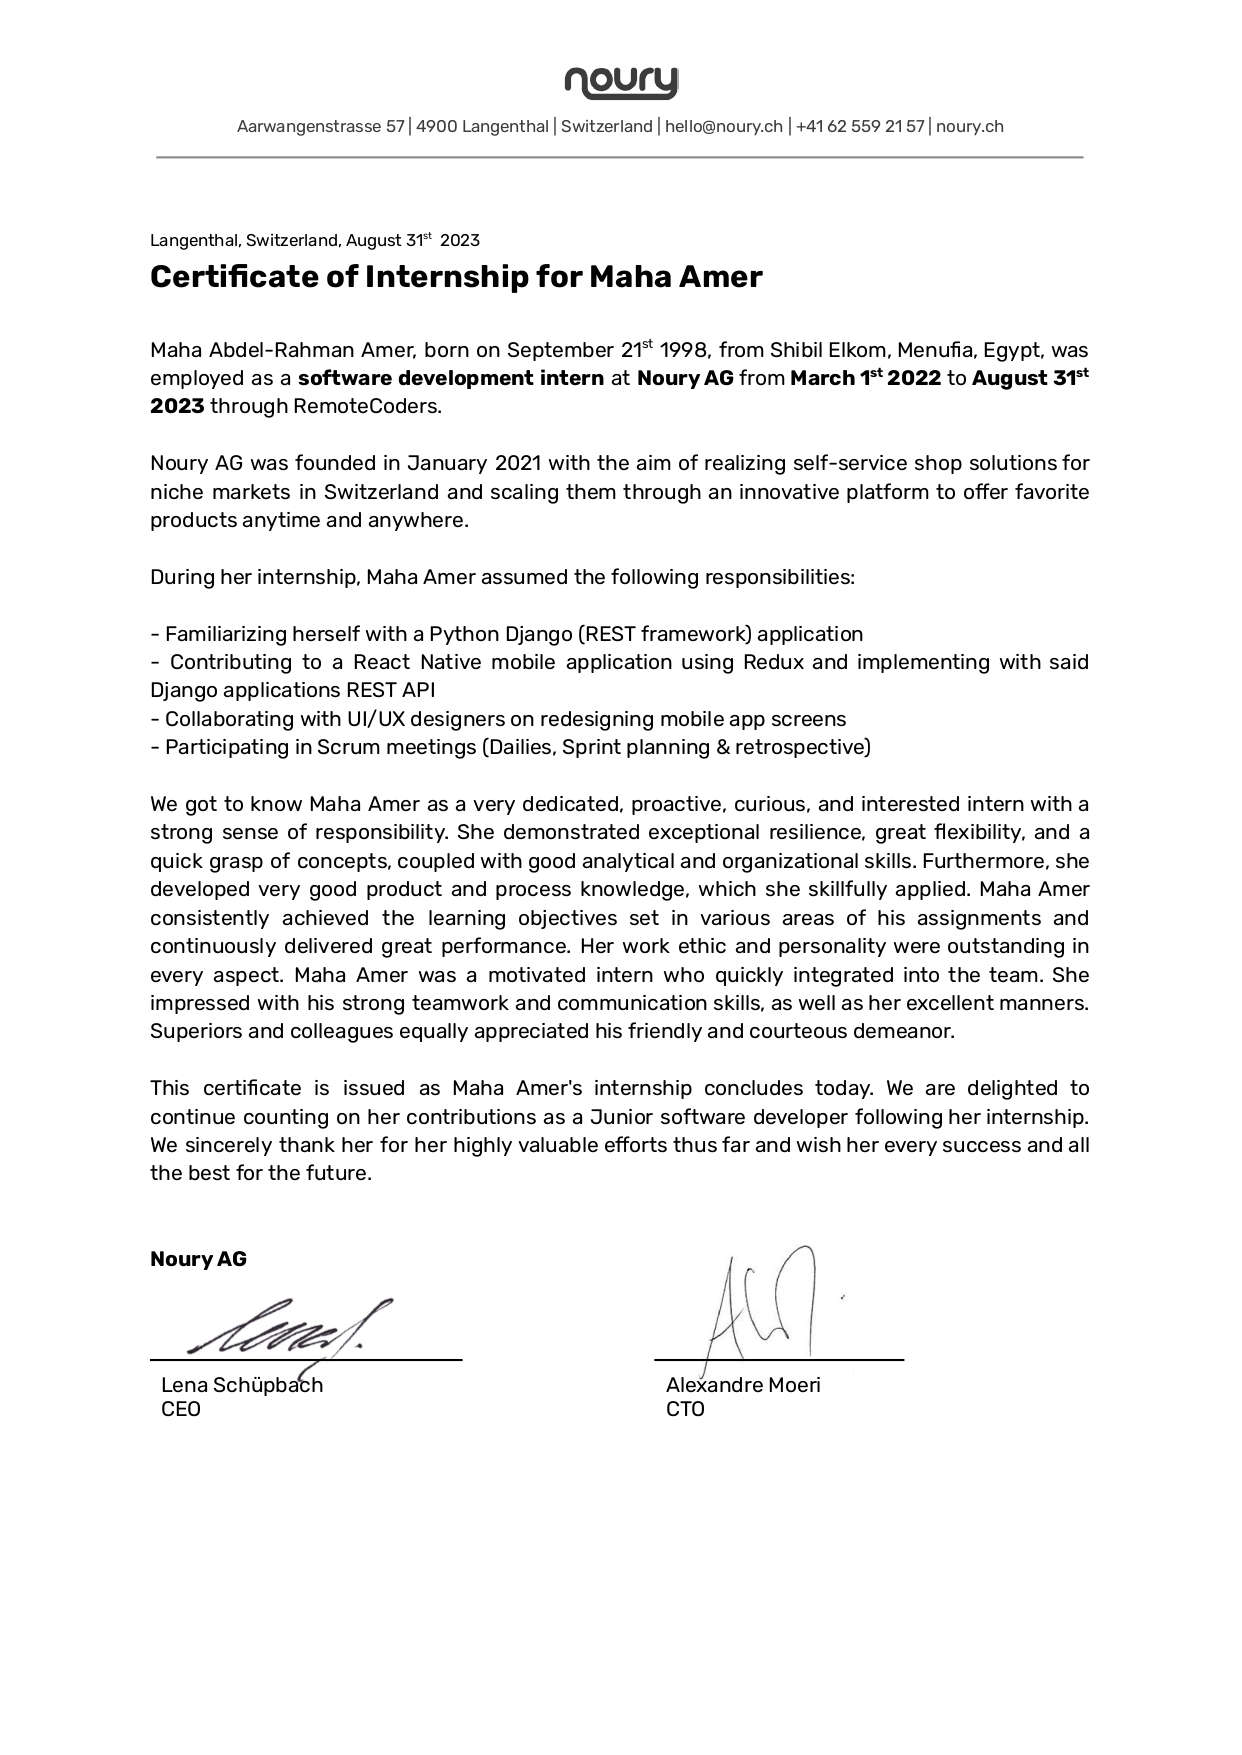 noury
Aarwangenstrasse 57 | 4900 Langenthal | Switzerland | hello@noury.ch | +41 62 559 21 57 | noury.ch
Langenthal, Switzerland, August 31st 2023
Certificate of Internship for Maha Amer
Maha Abdel-Rahman Amer, born on September 21st 1998, from Shibil Elkom, Menufia, Egypt, was
employed as a software development intern at Noury AG from March 1st 2022 to August 31st
2023 through RemoteCoders.
Noury AG was founded in January 2021 with the aim of realizing self-service shop solutions for
niche markets in Switzerland and scaling them through an innovative platform to offer favorite
products anytime and anywhere.
During her internship, Maha Amer assumed the following responsibilities:
- Familiarizing herself with a Python Django (REST framework) application
- Contributing to a React Native mobile application using Redux and implementing with said
Django applications REST API
- Collaborating with UI/UX designers on redesigning mobile app screens
- Participating in Scrum meetings (Dailies, Sprint planning & retrospective)
We got to know Maha Amer as a very dedicated, proactive, curious, and interested intern with a
strong sense of responsibility. She demonstrated exceptional resilience, great flexibility, and a
quick grasp of concepts, coupled with good analytical and organizational skills. Furthermore, she
developed very good product and process knowledge, which she skillfully applied. Maha Amer
consistently achieved the learning objectives set in various areas of his assignments and
continuously delivered great performance. Her work ethic and personality were outstanding in
every aspect. Maha Amer was a motivated intern who quickly integrated into the team. She
impressed with his strong teamwork and communication skills, as well as her excellent manners.
Superiors and colleagues equally appreciated his friendly and courteous demeanor.
This certificate is issued as Maha Amer's internship concludes today. We are delighted to
continue counting on her contributions as a Junior software developer following her internship.
We sincerely thank her for her highly valuable efforts thus far and wish her every success and all
the best for the future.
Noury AG
Lena Schüpbach
CEO
Alexandre Moeri
CTO